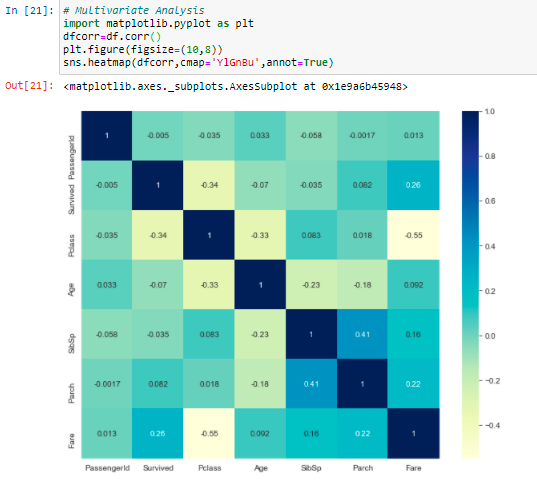 In [21]: # Multivariate Analysis
import matplotlib.pyplot as plt
dfcorr=df.corr()
plt.figure(figsize=(10,8))
sns.heatmap(dfcorr,cmap='YlGnBu',annot=True)
Out[21]: <matplotlib.axes._subplots.AxesSubplot at 0x1e9a6b45948>
PassengerId 1 -0.005 -0.035 0.033 -0.058 -0.0017 0.013
Survived -0.005 1 -0.34 -0.07 -0.035 0.082 0.26
Pclass -0.035 -0.34 1 -0.33 0.083 0.018 -0.55
Age 0.033 -0.07 -0.33 1 -0.23 -0.18 0.092
SibSp -0.058 -0.035 0.083 -0.23 1 0.41 0.16
Parch -0.0017 0.082 0.018 -0.18 0.41 1 0.22
Fare 0.013 0.26 -0.55 0.092 0.16 0.22 1
PassengerId Survived Pclass Age SibSp Parch Fare
1.0
0.8
0.6
0.4
0.2
0.0
-0.2
-0.4